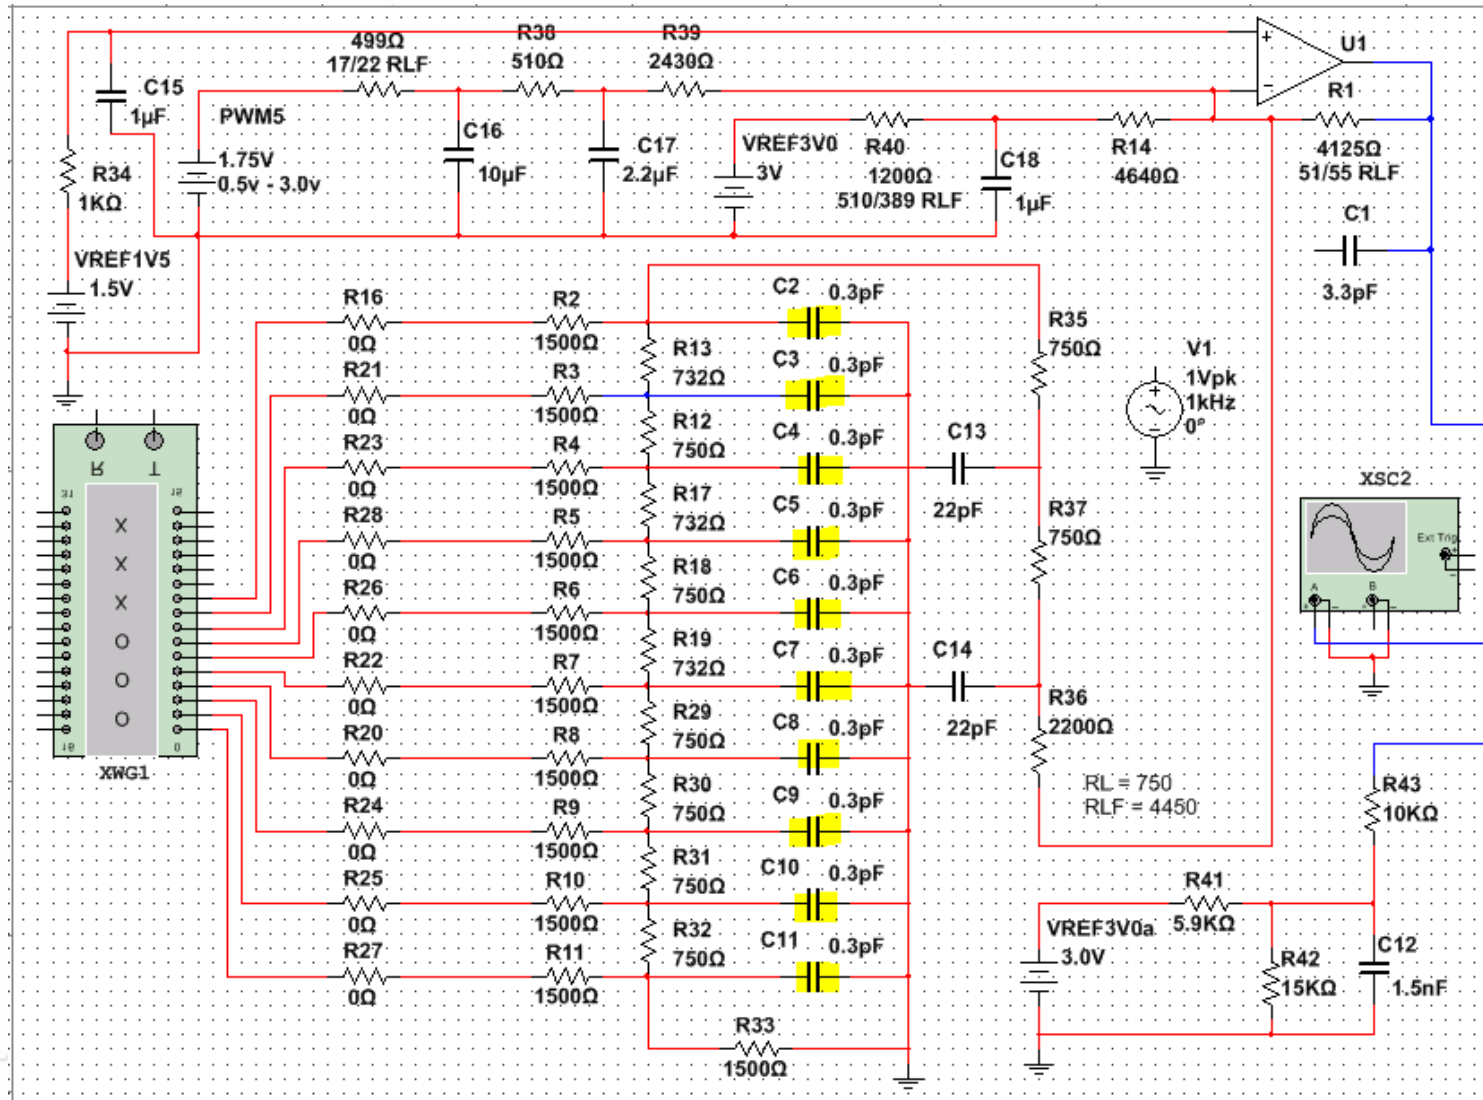 R38
R39
U1
499Ω
510Ω
2430Ω
17/22 RLF
R1
C15
1µF
PWM5
C16
C17
VREF3V0
C18
R40
R14
4125Ω
1.75V
0.5v - 3.0v
R34
1KΩ
10µF
2.2µF
3V
1200Ω
4640Ω
51/55 RLF
510/389 RLF
1µF
C1
VREF1V5
1.5V
3.3pF
R16
0Ω
R2
1500Ω
C2
0.3pF
R35
750Ω
R13
732Ω
V1
1Vpk
1kHz
0°
R21
0Ω
R3
1500Ω
C3
0.3pF
R12
750Ω
R23
0Ω
R4
1500Ω
C4
0.3pF
C13
22pF
R T
R17
732Ω
XSC2
31 15
R28
0Ω
R5
1500Ω
C5
0.3pF
R37
750Ω
Ext Trig
A B
X
X
X
O
O
O
R18
750Ω
R26
0Ω
R6
1500Ω
C6
0.3pF
R19
732Ω
R22
0Ω
R7
1500Ω
C7
0.3pF
C14
22pF
R36
2200Ω
R29
750Ω
16 0
XWG1
R20
0Ω
R8
1500Ω
C8
0.3pF
RL = 750
RLF = 4450
R43
10KΩ
R30
750Ω
R24
0Ω
R9
1500Ω
C9
0.3pF
R31
750Ω
R25
0Ω
R10
1500Ω
C10
0.3pF
R41
5.9KΩ
R32
750Ω
VREF3V0a
3.0V
R27
0Ω
R11
1500Ω
C11
0.3pF
R42
15KΩ
C12
1.5nF
R33
1500Ω